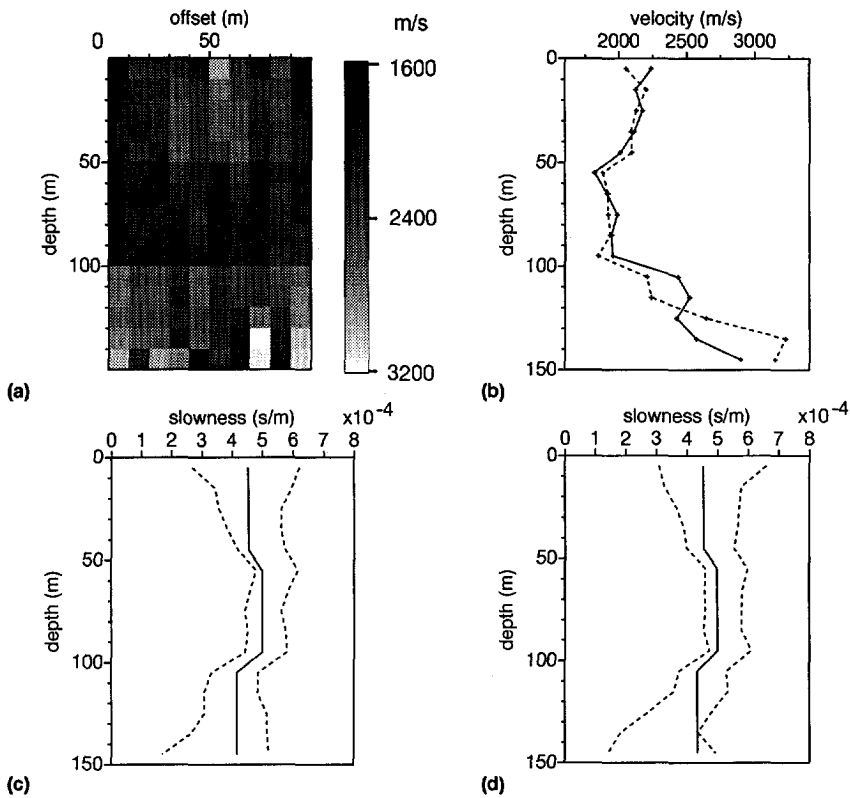 offset (m)
0 50
m/s
1600
2400
3200
depth (m)
50
100
(a)
velocity (m/s)
2000 2500 3000
depth (m)
0
50
100
150
(b)
slowness (s/m) x10⁻⁴
0 1 2 3 4 5 6 7 8
depth (m)
0
50
100
150
(c)
slowness (s/m) x10⁻⁴
0 1 2 3 4 5 6 7 8
depth (m)
0
50
100
150
(d)